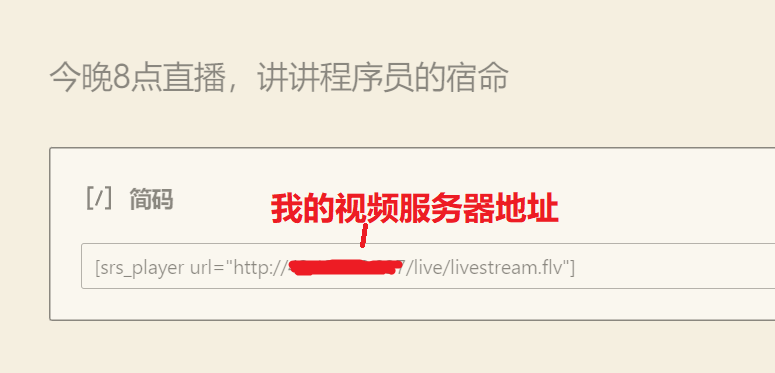 今晚8点直播，讲讲程序员的宿命
[/] 简码
我的视频服务器地址
[srs_player url="http:// /live/livestream.flv"]